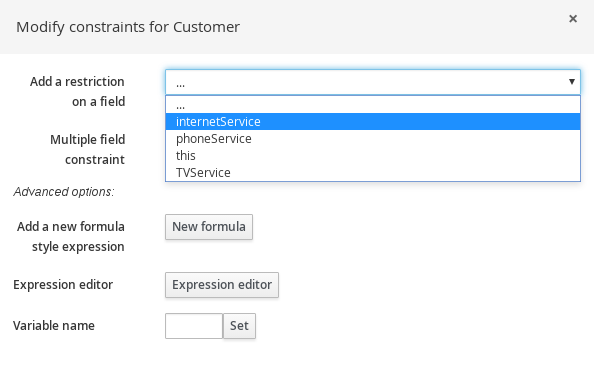 Modify constraints for Customer
×
Add a restriction
on a field
...
...
internetService
phoneService
this
TVService
Multiple field
constraint
Advanced options:
Add a new formula
style expression
New formula
Expression editor
Expression editor
Variable name
Set